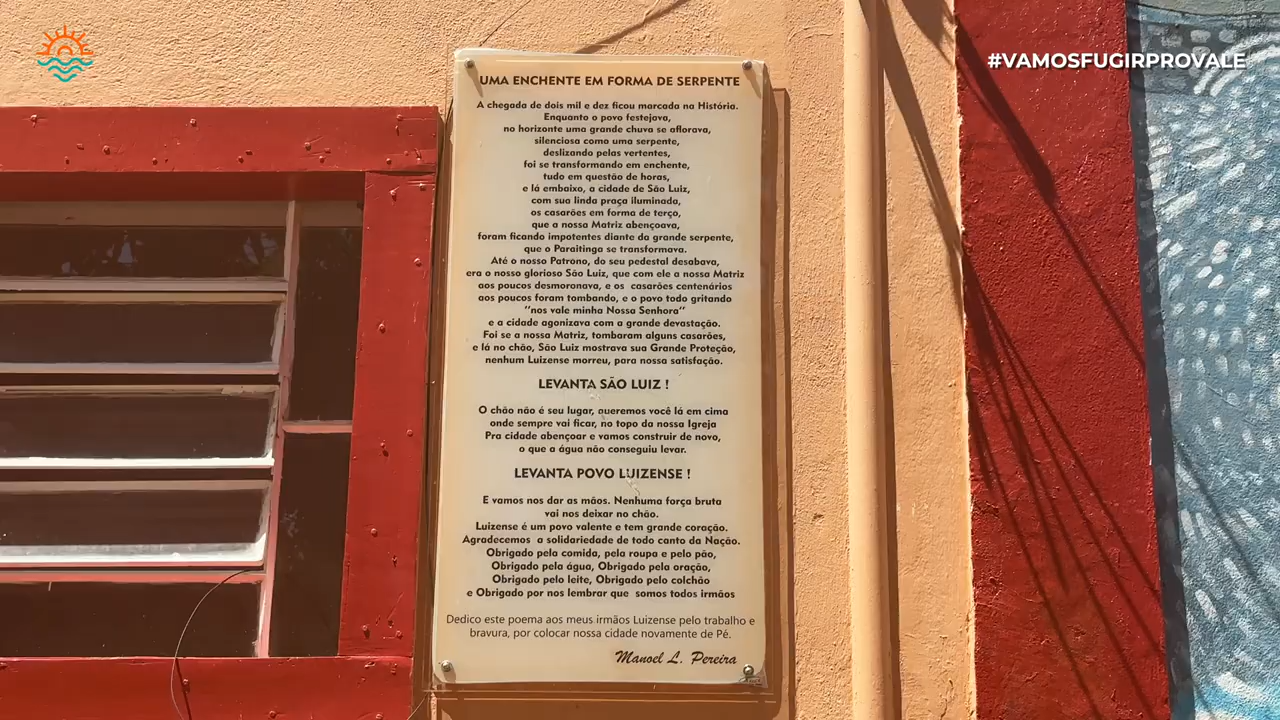 #VAMOSFUGIRPROVALE
UMA ENCHENTE EM FORMA DE SERPENTE
A chegada de dois mil e dez ficou marcada na História.
Enquanto o povo festejava,
no horizonte uma grande chuva se aflorava,
silenciosa como uma serpente,
deslizando pelas vertentes,
foi se transformando em enchente,
tudo em questão de horas,
e lá embaixo, a cidade de São Luiz,
com sua linda praça iluminada,
os casarões em forma de terço,
que a nossa Matriz abençoava,
foram ficando impotentes diante da grande serpente,
que o Paraitinga se transformava.
Até o nosso Patrono, do seu pedestal desabava,
era o nosso glorioso São Luiz, que com ele a nossa Matriz
aos poucos desmoronava, e os casarões centenários
aos poucos foram tombando, e o povo todo gritando
‘‘nos vale minha Nossa Senhora’’
e a cidade agonizava com a grande devastação.
Foi se a nossa Matriz, tombaram alguns casarões,
e lá no chão, São Luiz mostrava sua Grande Proteção,
nenhum Luizense morreu, para nossa satisfação.
LEVANTA SÃO LUIZ !
O chão não é seu lugar, queremos você lá em cima
onde sempre vai ficar, no topo da nossa Igreja
Pra cidade abençoar e vamos construir de novo,
o que a água não conseguiu levar.
LEVANTA POVO LUIZENSE !
E vamos nos dar as mãos. Nenhuma força bruta
vai nos deixar no chão.
Luizense é um povo valente e tem grande coração.
Agradecemos a solidariedade de todo canto da Nação.
Obrigado pela comida, pela roupa e pelo pão,
Obrigado pela água, Obrigado pela oração,
Obrigado pelo leite, Obrigado pelo colchão
e Obrigado por nos lembrar que somos todos irmãos
Dedico este poema aos meus irmãos Luizense pelo trabalho e
bravura, por colocar nossa cidade novamente de Pé.
Manoel L. Pereira